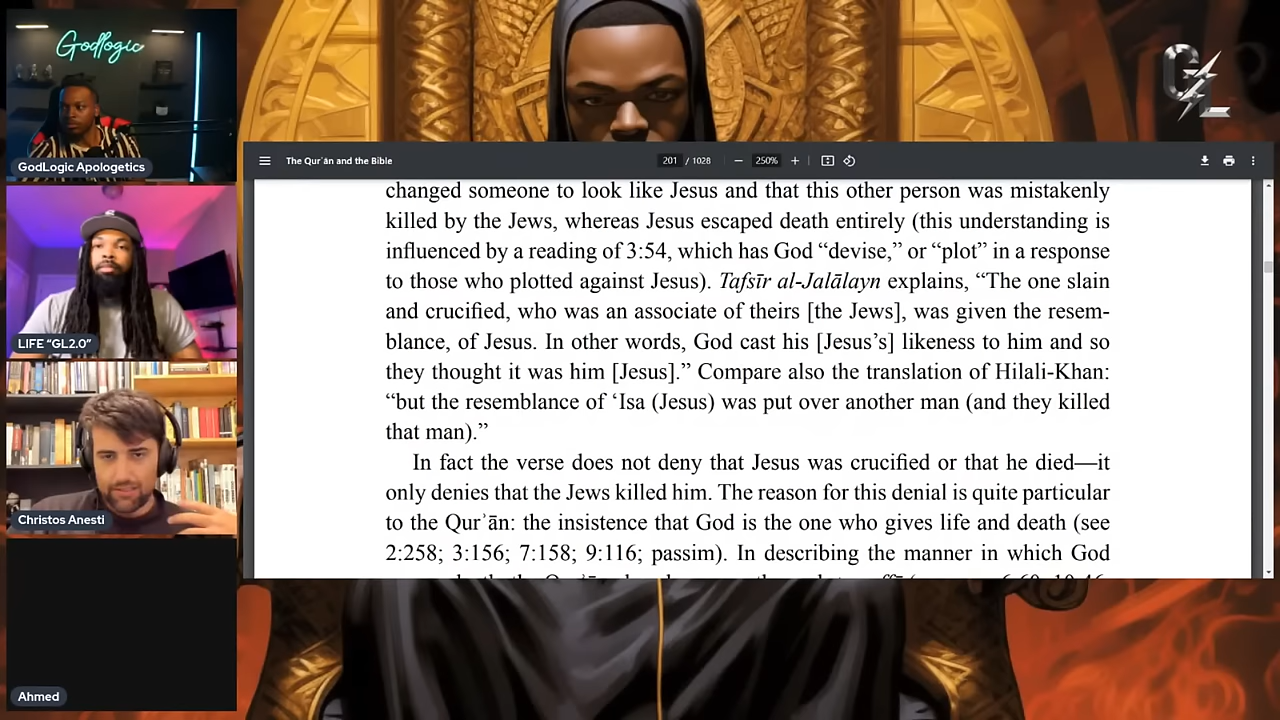 Godlogic
GodLogic Apologetics
LIFE “GL2.0”
Christos Anesti
Ahmed
GL
The Qurʾān and the Bible
201 / 1028
250%
changed someone to look like Jesus and that this other person was mistakenly
killed by the Jews, whereas Jesus escaped death entirely (this understanding is
influenced by a reading of 3:54, which has God “devise,” or “plot” in a response
to those who plotted against Jesus). Tafsīr al-Jalālayn explains, “The one slain
and crucified, who was an associate of theirs [the Jews], was given the resem-
blance, of Jesus. In other words, God cast his [Jesus’s] likeness to him and so
they thought it was him [Jesus].” Compare also the translation of Hilali-Khan:
“but the resemblance of ‘Isa (Jesus) was put over another man (and they killed
that man).”
In fact the verse does not deny that Jesus was crucified or that he died—it
only denies that the Jews killed him. The reason for this denial is quite particular
to the Qurʾān: the insistence that God is the one who gives life and death (see
2:258; 3:156; 7:158; 9:116; passim). In describing the manner in which God